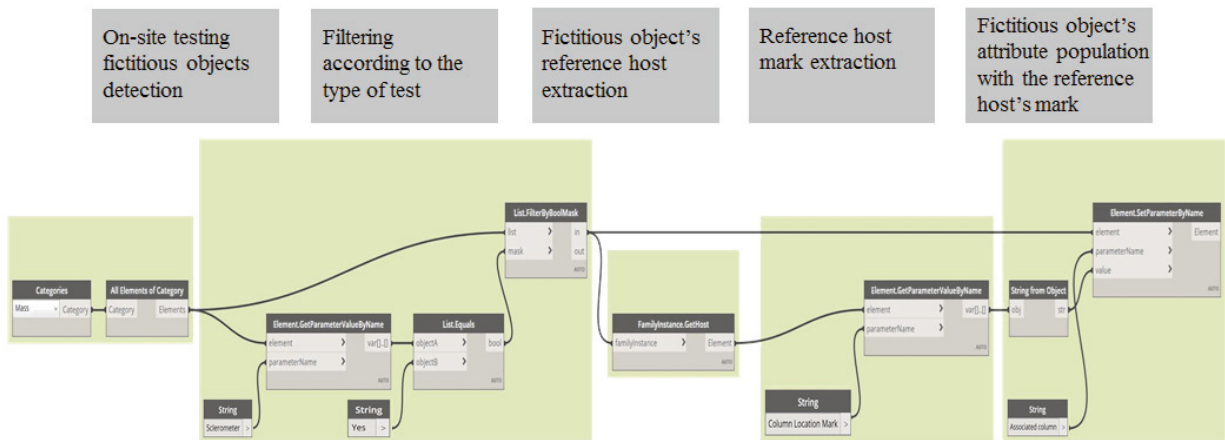 On-site testing
fictitious objects
detection
Filtering
according to the
type of test
Fictitious object's
reference host
extraction
Reference host
mark extraction
Fictitious object's
attribute population
with the reference
host's mark
Categories
Mass
Category
All Elements of Category
Category
Elements
Element.GetParameterValueByName
element
var[]..[]
parameterName
AUTO
String
Sclerometer
>
List.Equals
objectA
bool
objectB
AUTO
String
Yes
>
List.FilterByBoolMask
list
in
mask
out
AUTO
FamilyInstance.GetHost
familyInstance
Element
AUTO
Element.GetParameterValueByName
element
var[]..[]
parameterName
AUTO
String
Column Location Mark
>
String from Object
obj
str
String
Associated column
>
Element.SetParameterByName
element
Element
parameterName
value
AUTO